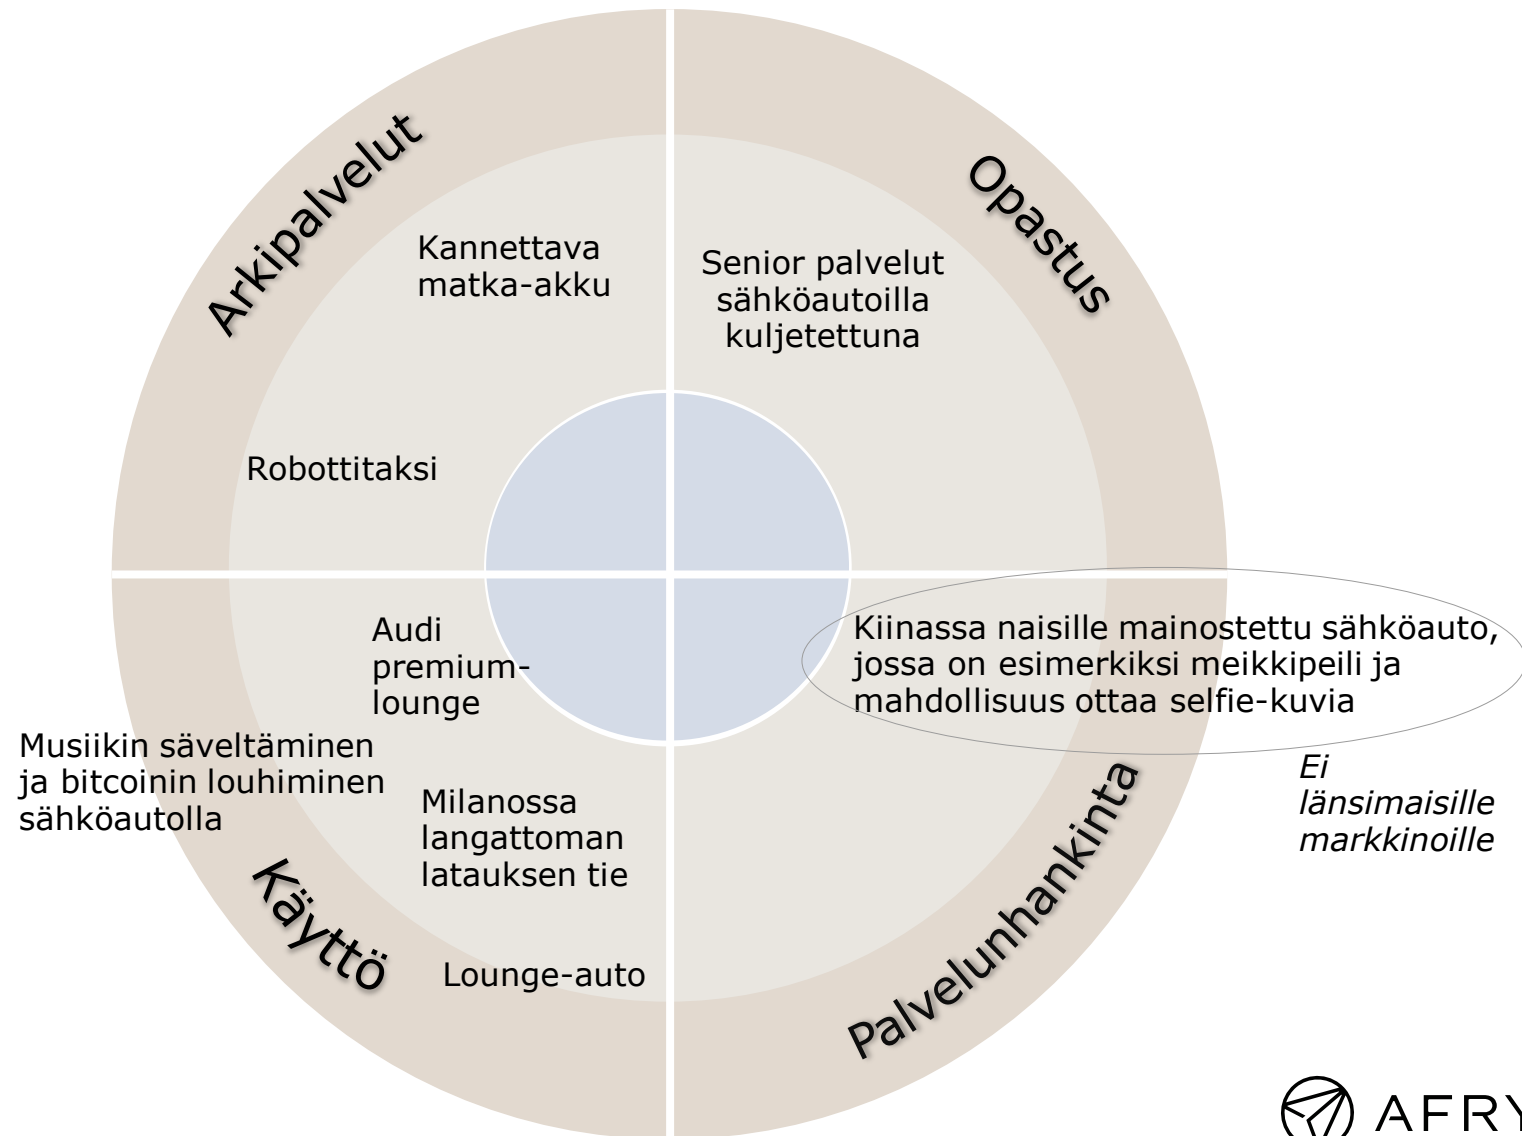 Arkipalvelut
Opastus
Kannettava
matka-akku
Senior palvelut
sähköautoilla
kuljetettuna
Robottitaksi
Audi
premium-
lounge
Kiinassa naisille mainostettu sähköauto,
jossa on esimerkiksi meikkipeili ja
mahdollisuus ottaa selfie-kuvia
Musiikin säveltäminen
ja bitcoinin louhiminen
sähköautolla
Ei
länsimaisille
markkinoille
Milanossa
langattoman
latauksen tie
Käyttö
Palvelunhankinta
Lounge-auto
AFRY